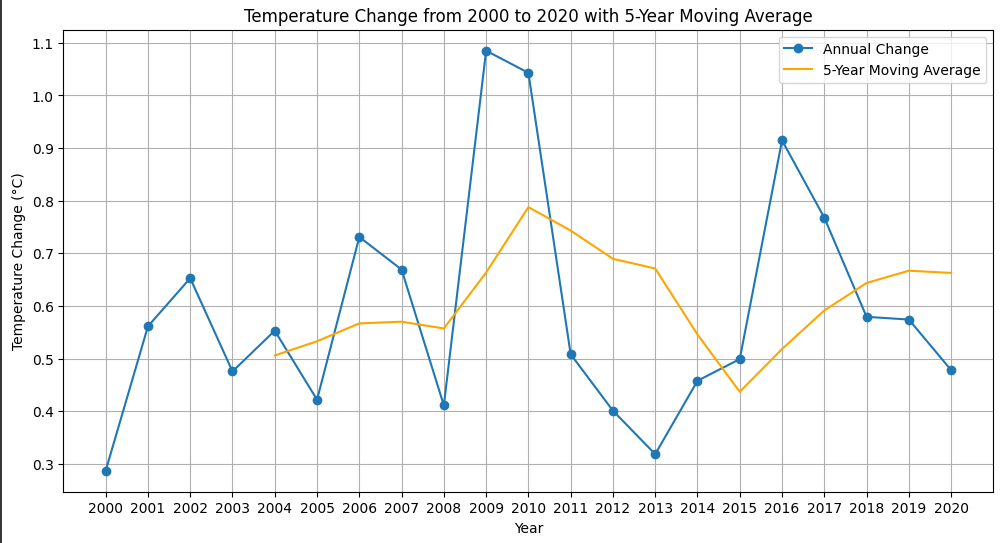 Temperature Change from 2000 to 2020 with 5-Year Moving Average
Annual Change
5-Year Moving Average
Temperature Change (°C)
1.1
1.0
0.9
0.8
0.7
0.6
0.5
0.4
0.3
2000 2001 2002 2003 2004 2005 2006 2007 2008 2009 2010 2011 2012 2013 2014 2015 2016 2017 2018 2019 2020
Year